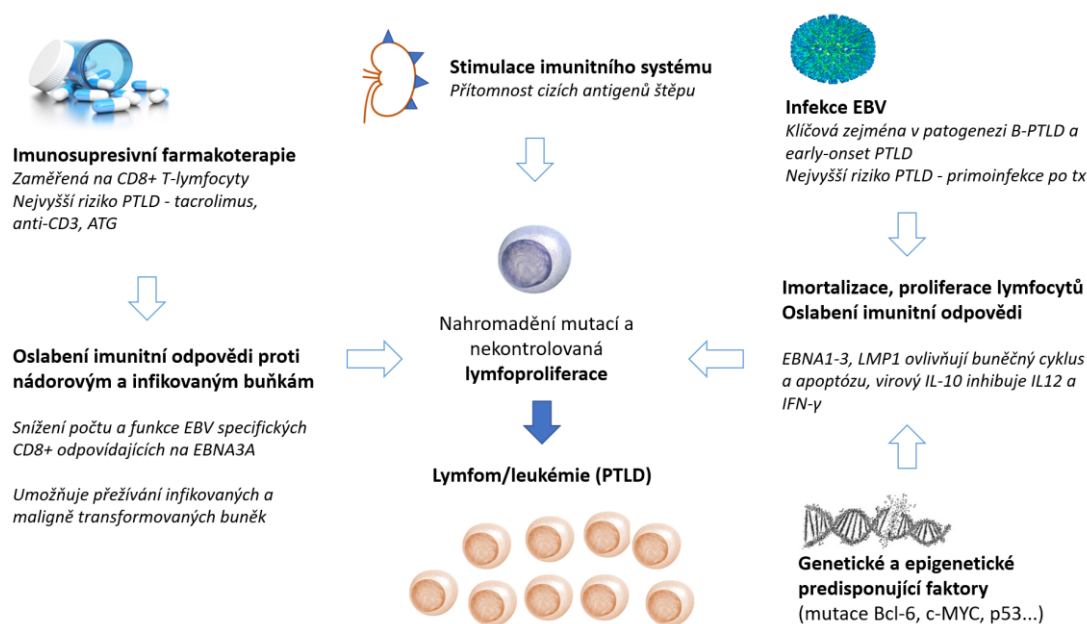 Imunosupresivní farmakoterapie
Zaměřená na CD8+ T-lymfocyty
Nejvyšší riziko PTLD - tacrolimus,
anti-CD3, ATG
Oslabení imunitní odpovědi proti
nádorovým a infikovaným buňkám
Snížení počtu a funkce EBV specifických
CD8+ odpovídajících na EBNA3A
Umožňuje přežívání infikovaných a
maligně transformovaných buněk
Stimulace imunitního systému
Přítomnost cizích antigenů štěpu
Nahromadění mutací a
nekontrolovaná
lymfoproliferace
Lymfom/leukémie (PTLD)
Infekce EBV
Klíčová zejména v patogenezi B-PTLD a
early-onset PTLD
Nejvyšší riziko PTLD - primoinfekce po tx
Imortalizace, proliferace lymfocytů
Oslabení imunitní odpovědi
EBNA1-3, LMP1 ovlivňují buněčný cyklus
a apoptózu, virový IL-10 inhibuje IL12 a
IFN-γ
Genetické a epigenetické
predisponující faktory
(mutace Bcl-6, c-MYC, p53...)